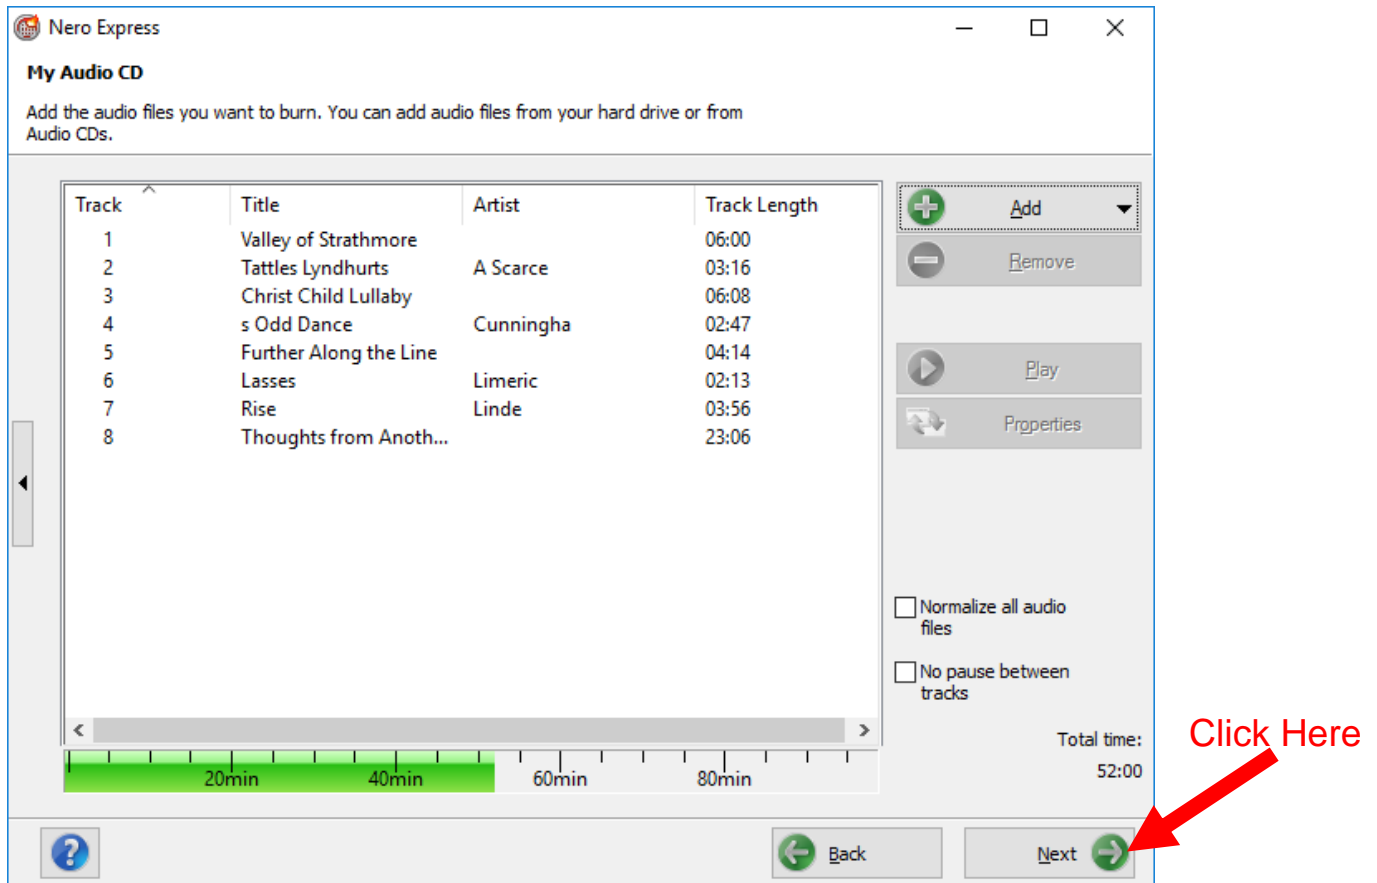 Nero Express
My Audio CD
Add the audio files you want to burn. You can add audio files from your hard drive or from
Audio CDs.
Track Title Artist Track Length
1 Valley of Strathmore 06:00
2 Tattles Lyndhurts A Scarce 03:16
3 Christ Child Lullaby 06:08
4 s Odd Dance Cunningha 02:47
5 Further Along the Line 04:14
6 Lasses Limeric 02:13
7 Rise Linde 03:56
8 Thoughts from Anoth... 23:06
Add
Remove
Play
Properties
Normalize all audio
files
No pause between
tracks
Total time:
52:00
20min 40min 60min 80min
Click Here
? Back Next